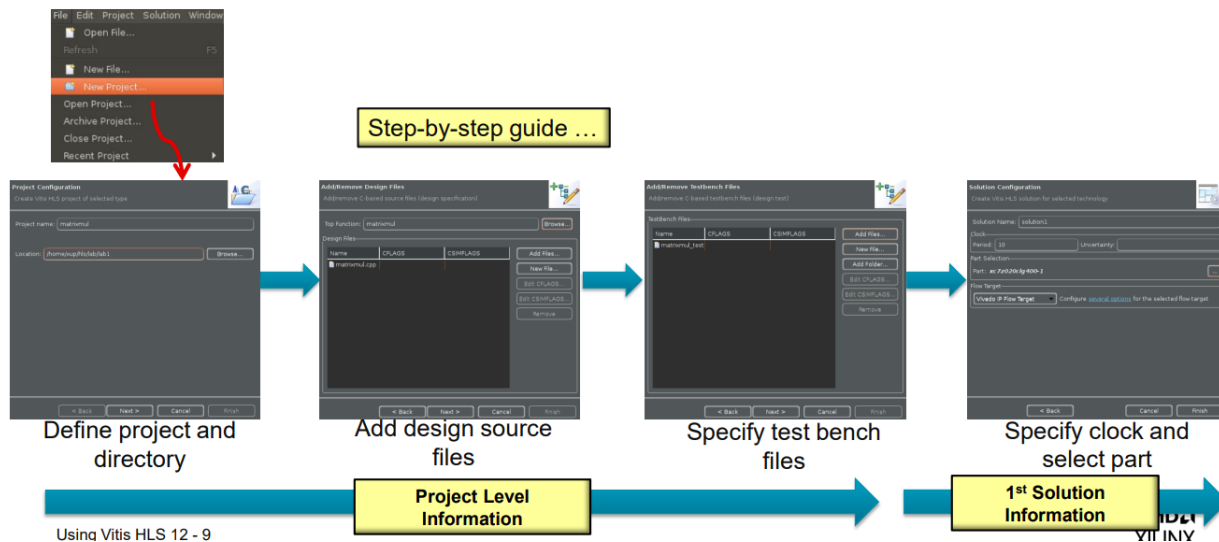 File Edit Project Solution Window
Open File...
Refresh F5
New File...
New Project...
Open Project...
Archive Project...
Close Project...
Recent Project
Step-by-step guide …
Project Configuration
Create Vitis HLS project of selected type
Project name: matrixmul
Location: /home/xup/hls/lab/lab1 Browse...
< Back Next > Cancel Finish
Add/Remove Design Files
Add/remove C-based source files (design specification)
Top Function: matrixmul Browse...
Design Files
Name CFLAGS CSIMFLAGS
matrixmul.cpp
Add Files...
New File...
Edit CFLAGS...
Edit CSIMFLAGS...
Remove
< Back Next > Cancel Finish
Add/Remove Testbench Files
Add/remove C-based testbench files (design test)
TestBench Files
Name CFLAGS CSIMFLAGS
matrixmul_test
Add Files...
New File...
Add Folder...
Edit CFLAGS...
Edit CSIMFLAGS...
Remove
< Back Next > Cancel Finish
Solution Configuration
Create Vitis HLS solution for selected technology
Solution Name: solution1
Clock
Period: 10 Uncertainty:
Part Selection
Part: xc7z020clg400-1 ...
Flow Target
Vivado IP Flow Target Configure several options for the selected flow target
< Back Cancel Finish
Define project and
directory
Add design source
files
Specify test bench
files
Specify clock and
select part
Project Level
Information
1st Solution
Information
Using Vitis HLS 12 - 9
XILINX